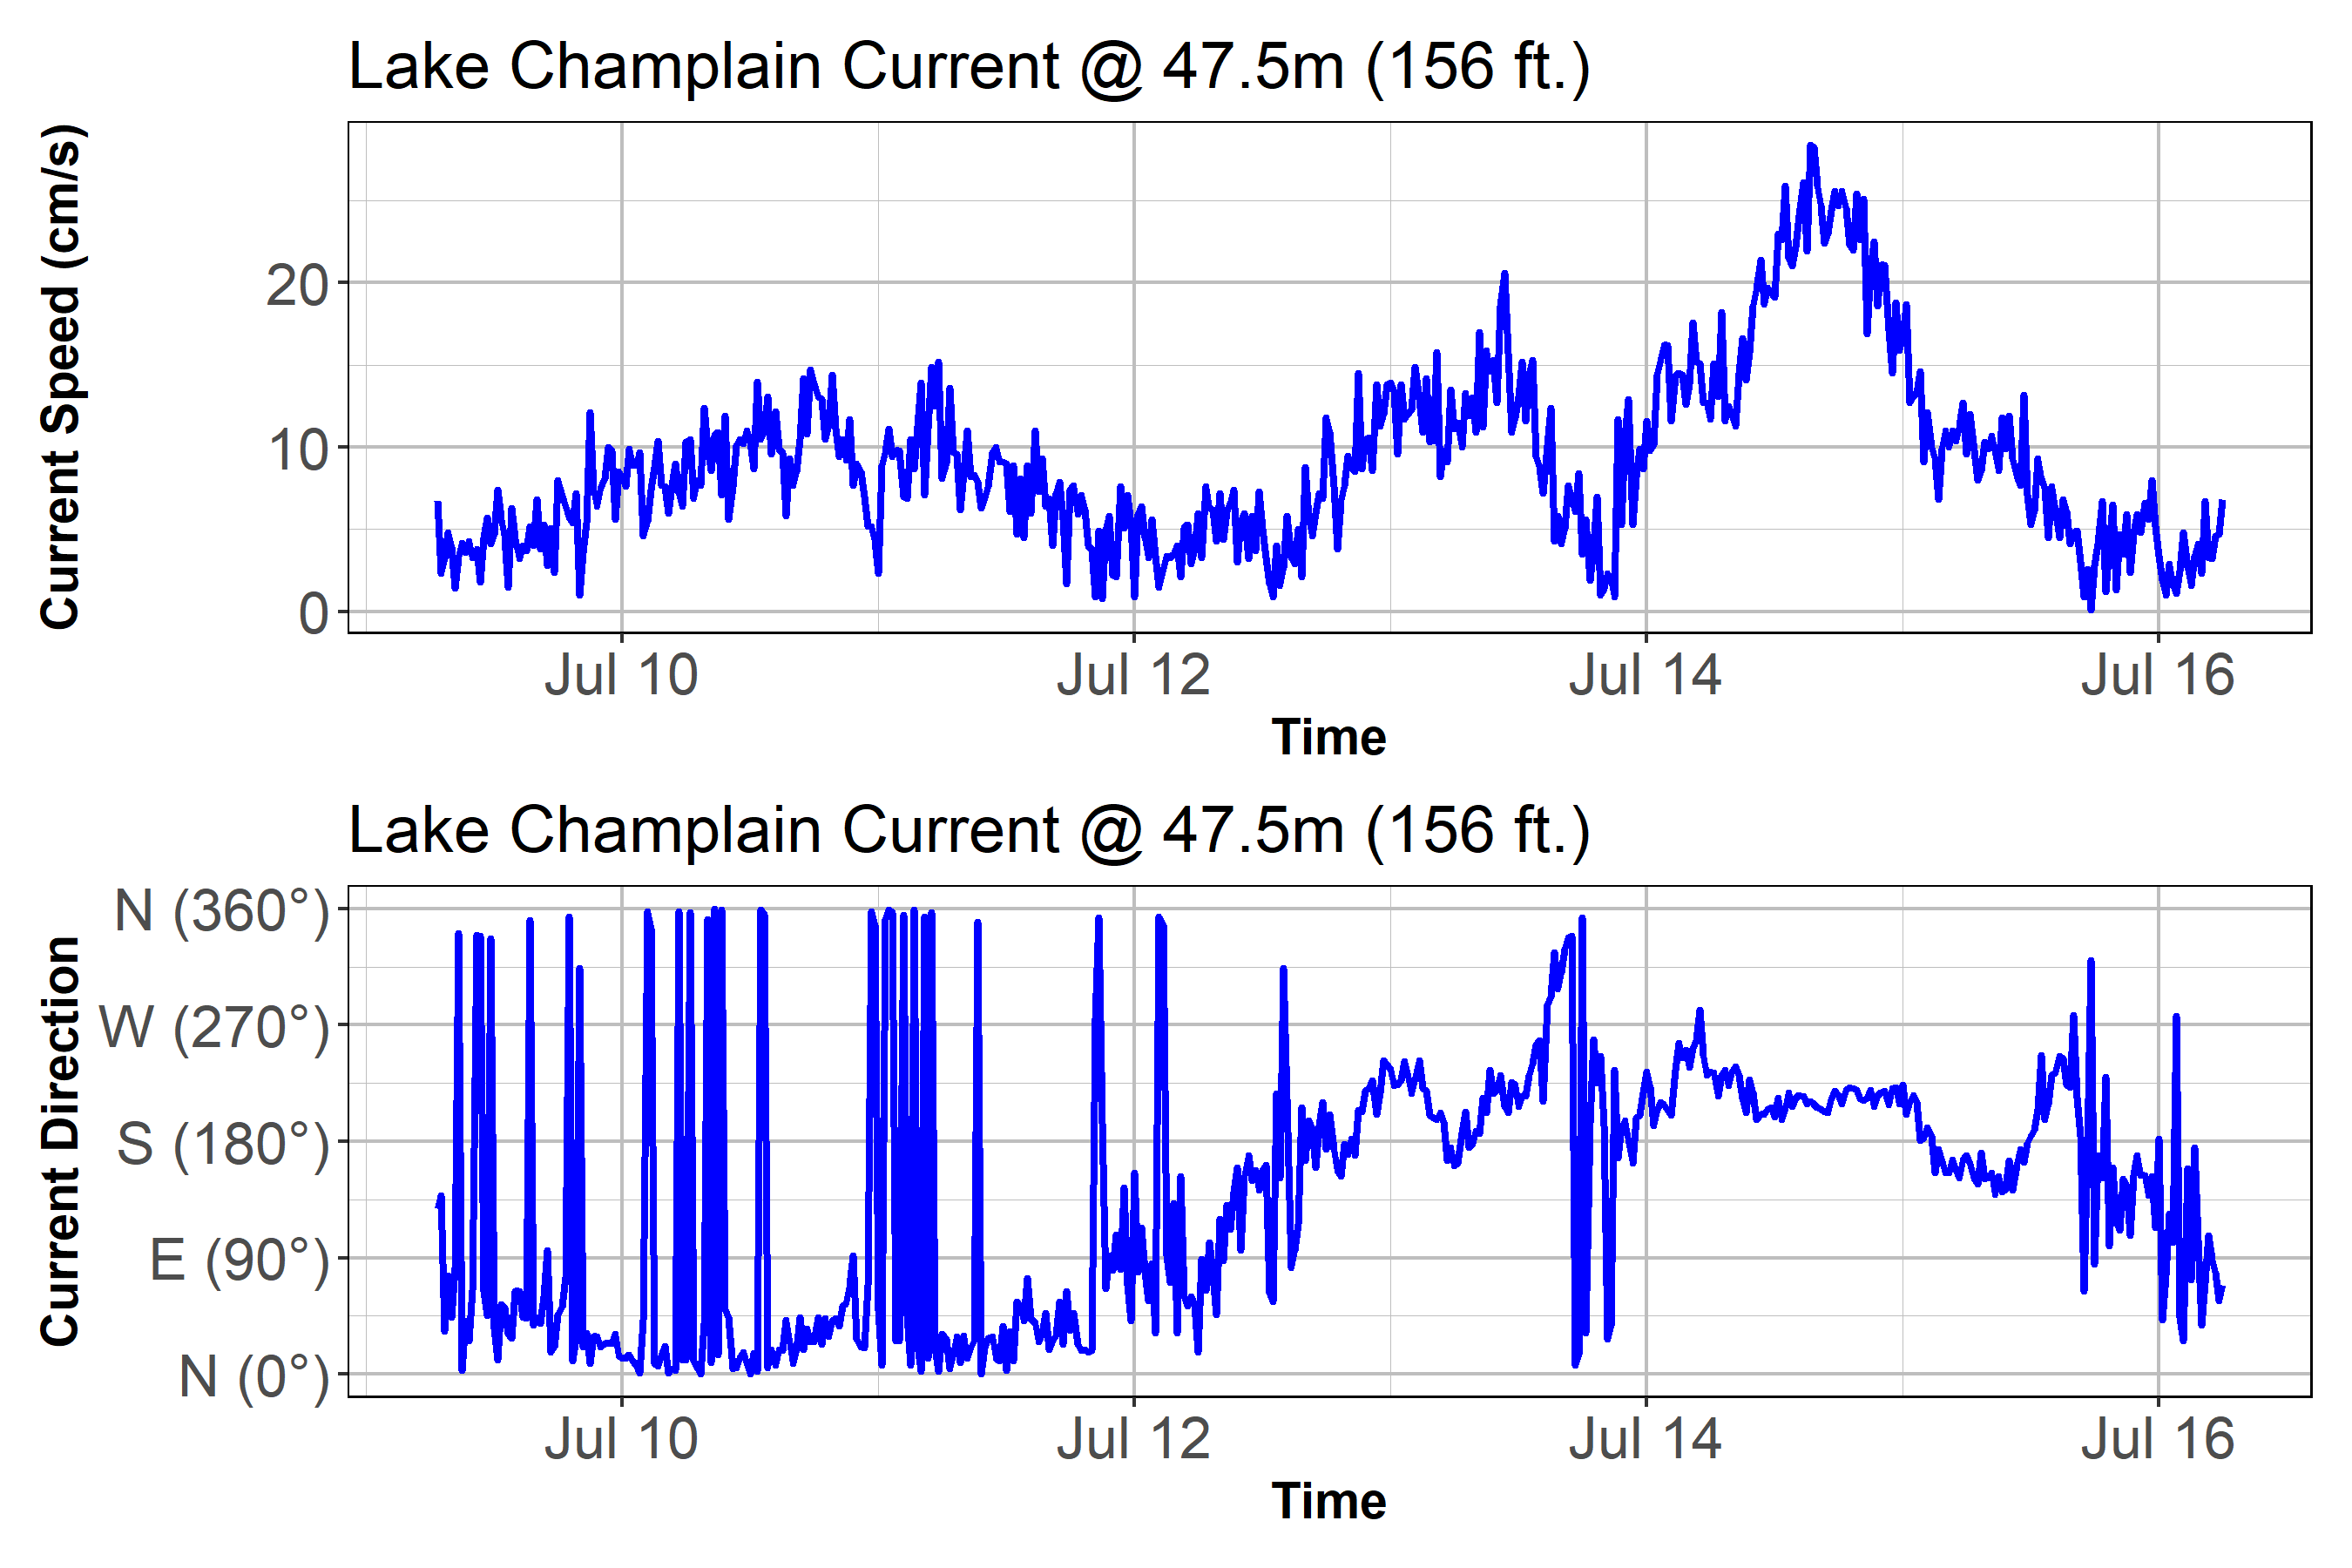 Lake Champlain Current @ 47.5m (156 ft.)
Current Speed (cm/s)
20
10
0
Jul 10 Jul 12 Jul 14 Jul 16
Time
Lake Champlain Current @ 47.5m (156 ft.)
Current Direction
N (360°)
W (270°)
S (180°)
E (90°)
N (0°)
Jul 10 Jul 12 Jul 14 Jul 16
Time